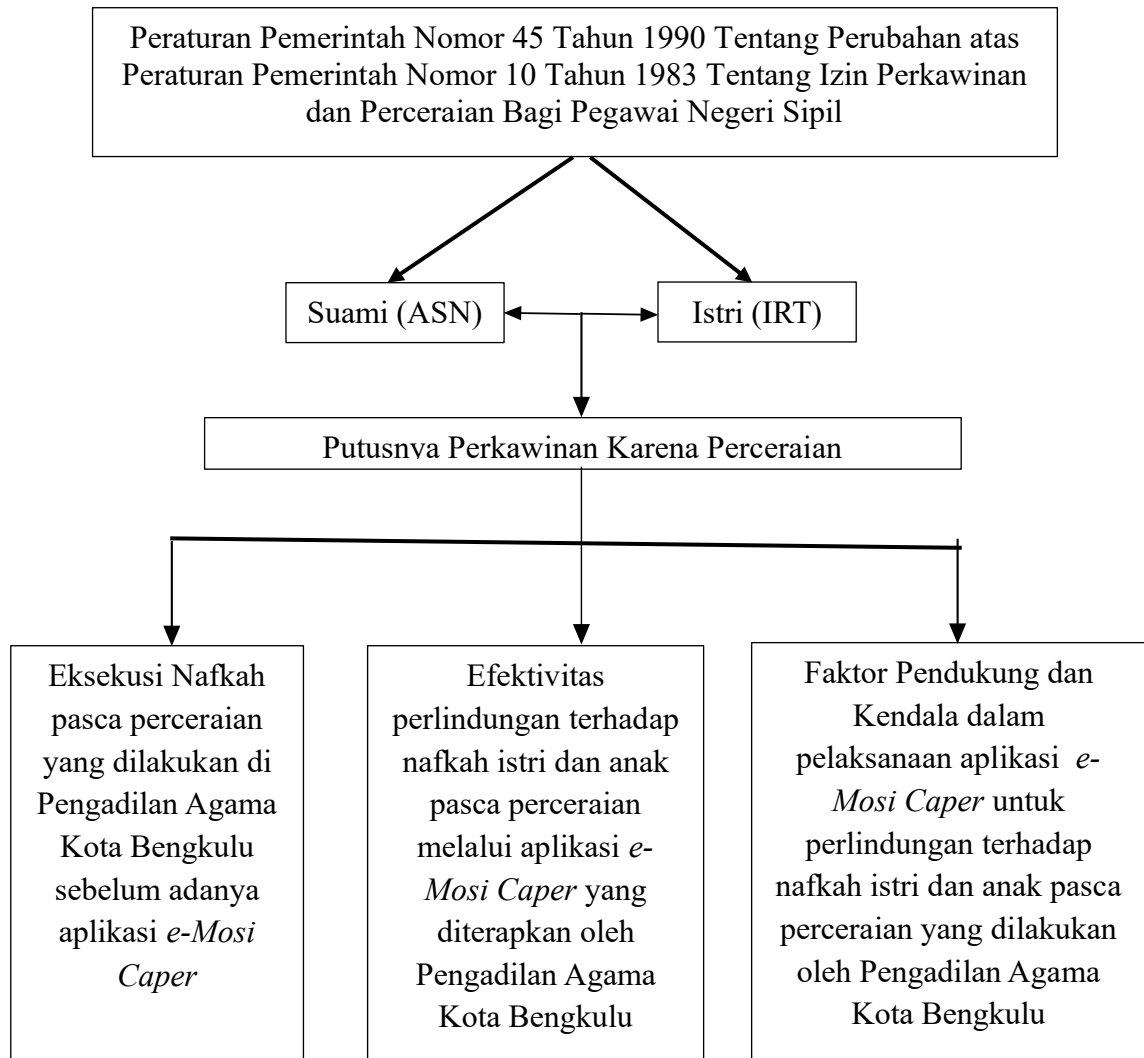 Peraturan Pemerintah Nomor 45 Tahun 1990 Tentang Perubahan atas
Peraturan Pemerintah Nomor 10 Tahun 1983 Tentang Izin Perkawinan
dan Perceraian Bagi Pegawai Negeri Sipil
Suami (ASN)
Istri (IRT)
Putusnya Perkawinan Karena Perceraian
Eksekusi Nafkah
pasca perceraian
yang dilakukan di
Pengadilan Agama
Kota Bengkulu
sebelum adanya
aplikasi e-Mosi
Caper
Efektivitas
perlindungan terhadap
nafkah istri dan anak
pasca perceraian
melalui aplikasi e-
Mosi Caper yang
diterapkan oleh
Pengadilan Agama
Kota Bengkulu
Faktor Pendukung dan
Kendala dalam
pelaksanaan aplikasi e-
Mosi Caper untuk
perlindungan terhadap
nafkah istri dan anak pasca
perceraian yang dilakukan
oleh Pengadilan Agama
Kota Bengkulu